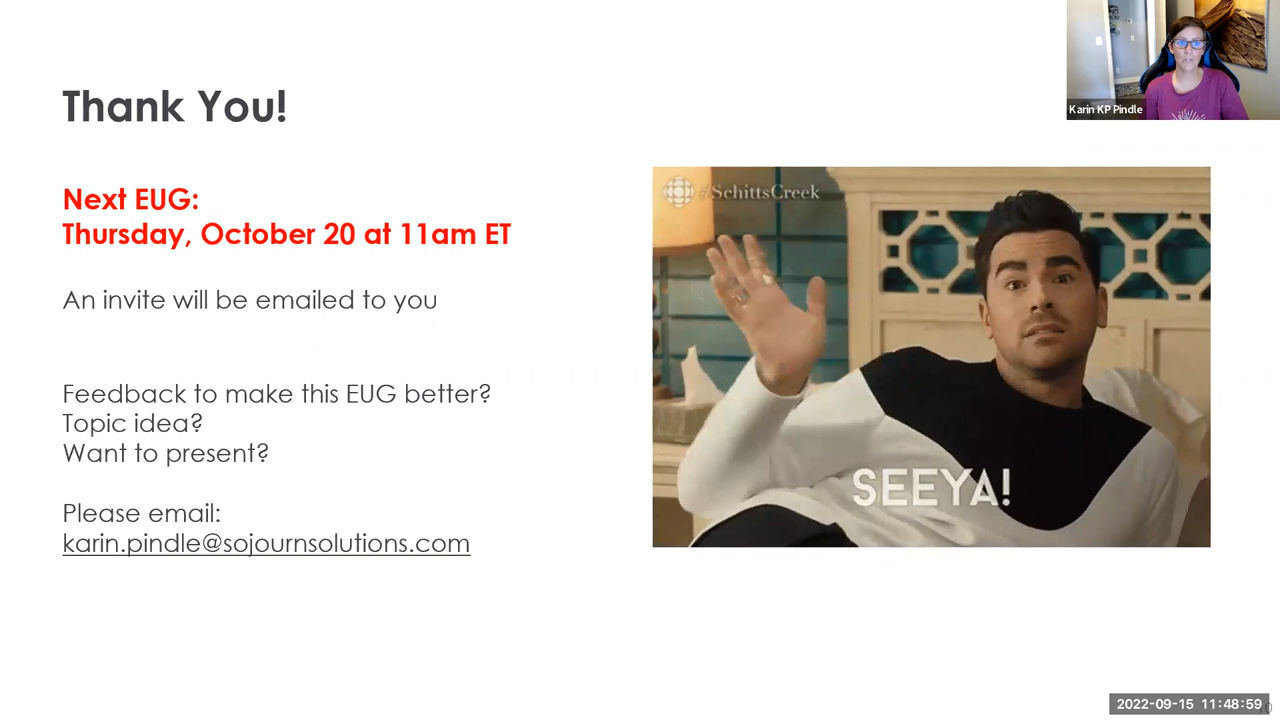 Thank You!
Karin KP Pindle
Next EUG:
Thursday, October 20 at 11am ET
An invite will be emailed to you
Feedback to make this EUG better?
Topic idea?
Want to present?
Please email:
karin.pindle@sojournsolutions.com
#SchittsCreek
SEEYA!
2022-09-15 11:48:59